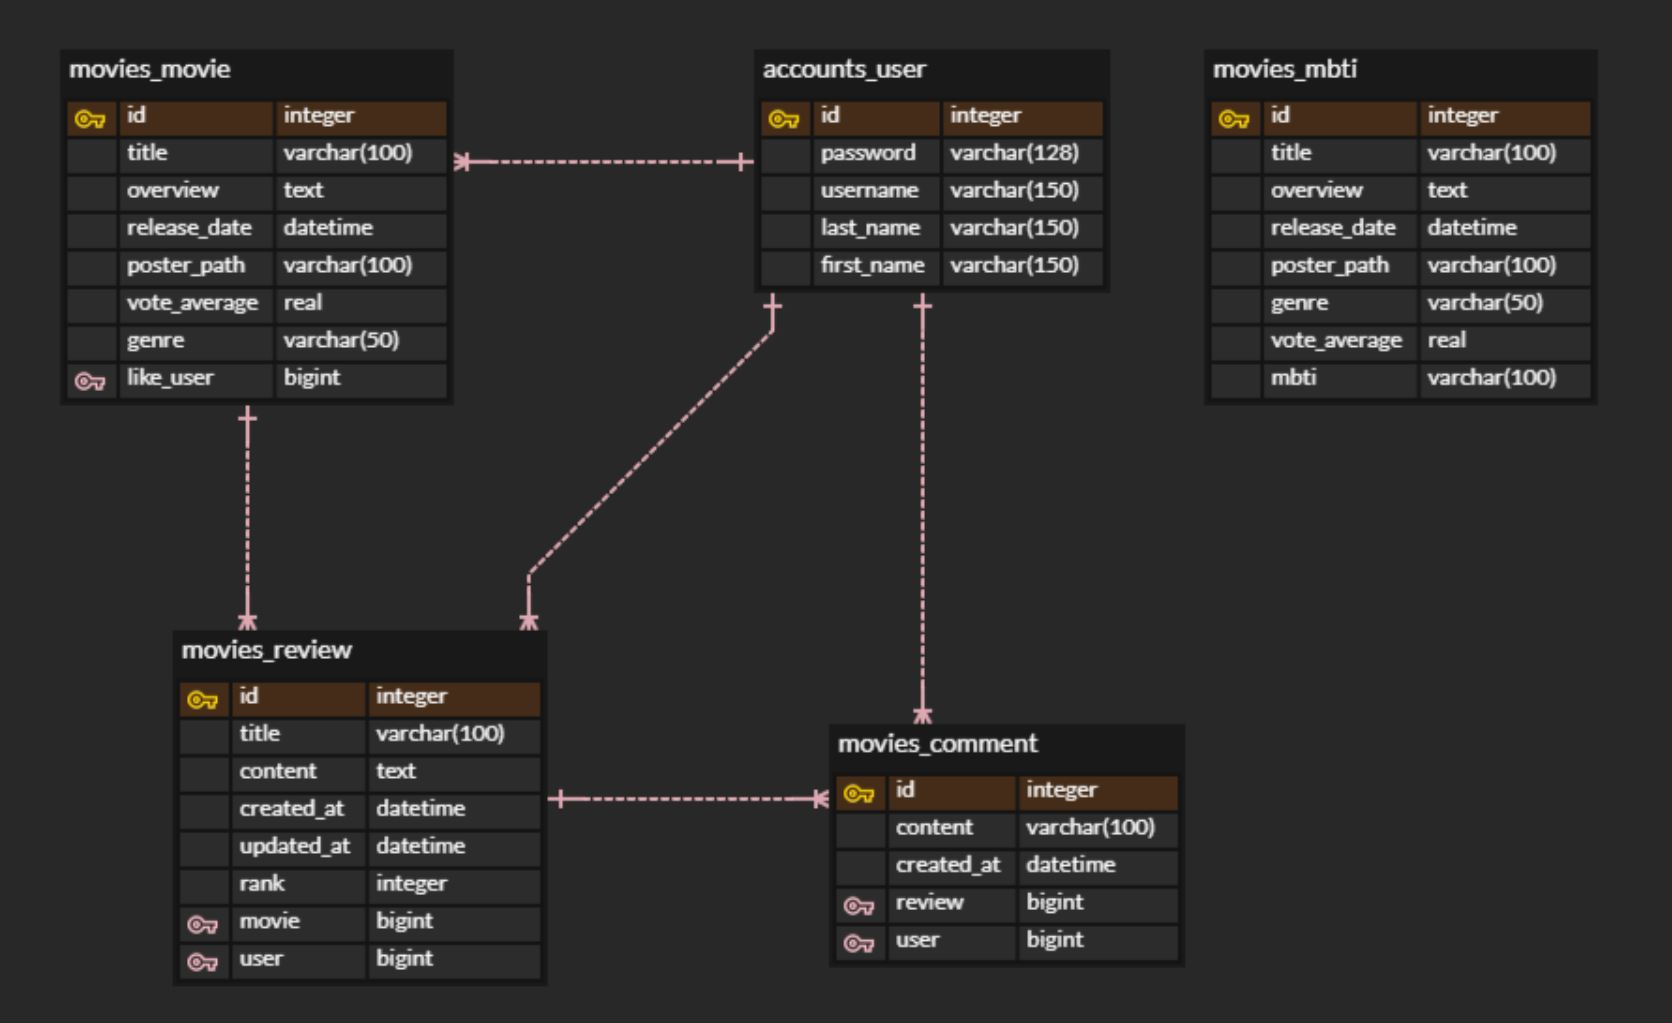 movies_movie
id integer
title varchar(100)
overview text
release_date datetime
poster_path varchar(100)
vote_average real
genre varchar(50)
like_user bigint
accounts_user
id integer
password varchar(128)
username varchar(150)
last_name varchar(150)
first_name varchar(150)
movies_mbti
id integer
title varchar(100)
overview text
release_date datetime
poster_path varchar(100)
genre varchar(50)
vote_average real
mbti varchar(100)
movies_review
id integer
title varchar(100)
content text
created_at datetime
updated_at datetime
rank integer
movie bigint
user bigint
movies_comment
id integer
content varchar(100)
created_at datetime
review bigint
user bigint